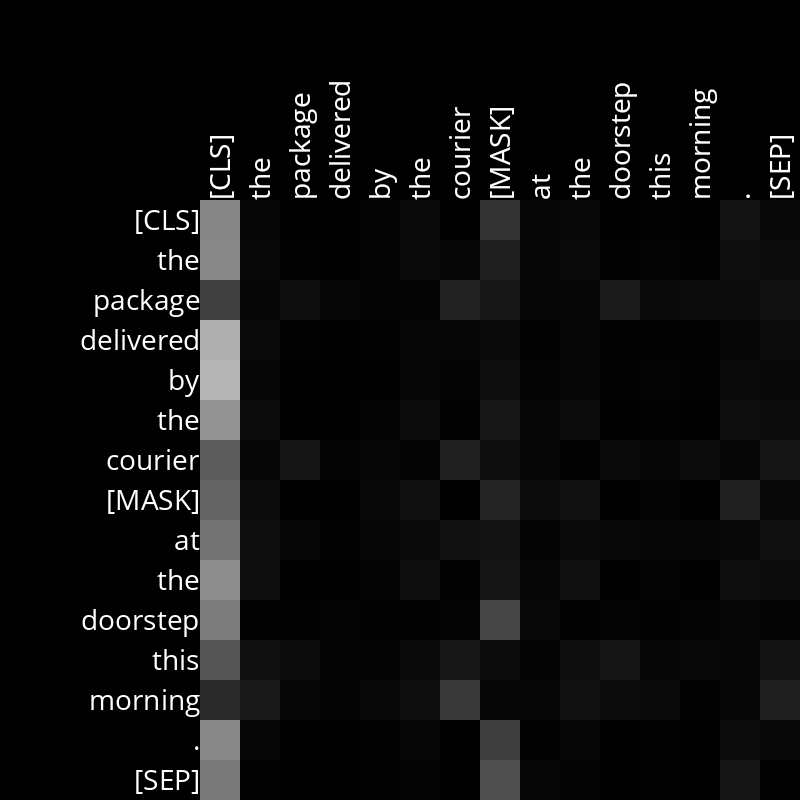 [CLS] the package delivered by the courier [MASK] at the doorstep this morning . [SEP]
[CLS]
the
package
delivered
by
the
courier
[MASK]
at
the
doorstep
this
morning
.
[SEP]